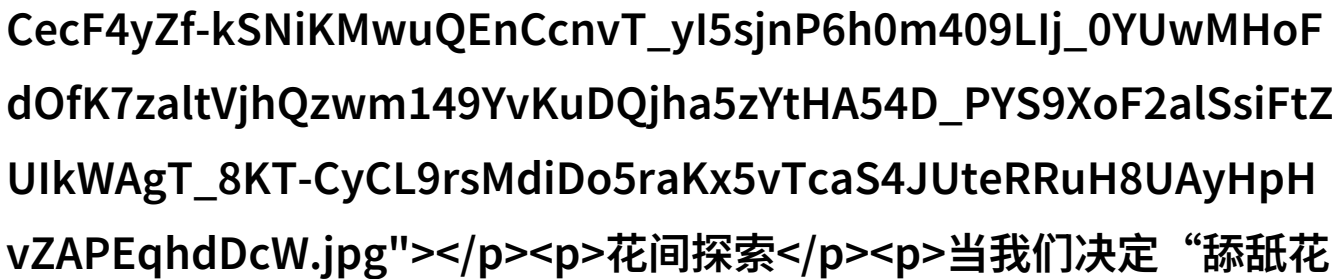 CecF4yZf-kSNiKMwuQEnCcnvT_yI5sjnP6h0m409LIj_0YUwMHoF
dOfK7zaltVjhQzwm149YvKuDQjha5zYtHA54D_PYS9XoF2alSsiFtZ
UIkWAgT_8KT-CyCL9rsMdiDo5raKx5vTcaS4JUteRRuH8UAyHpH
vZAPEqhdDcW.jpg"></p><p>花间探索</p><p>当我们决定“舔舐花